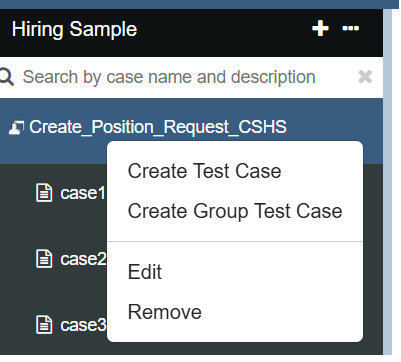 Hiring Sample
Search by case name and description
Create_Position_Request_CSHS
Create Test Case
case1
Create Group Test Case
case2
Edit
Remove
case3